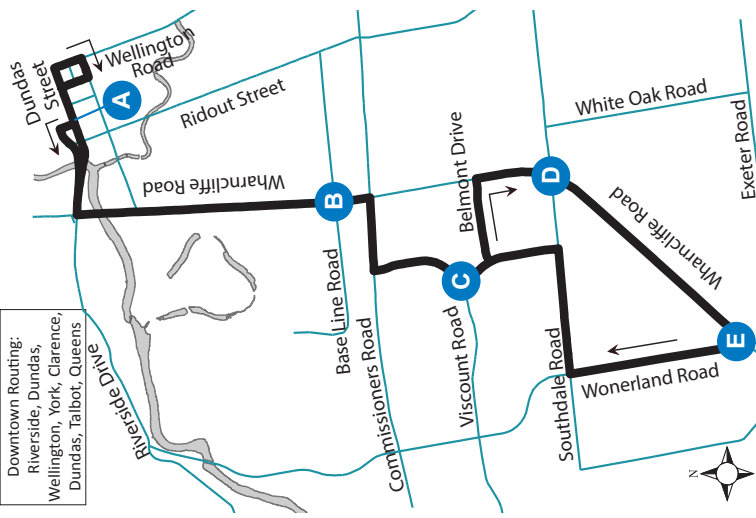 Dundas
Street
Wellington
Road
A
Ridout Street
White Oak Road
Exeter Road
Wharncliffe Road
B
Belmont Drive
D
Wharncliffe Road
Base Line Road
C
E
Downtown Routing:
Riverside, Dundas,
Wellington, York, Clarence,
Dundas, Talbot, Queens
Riverside Drive
Commissioners Road
Viscount Road
Southdale Road
Wonerland Road
N